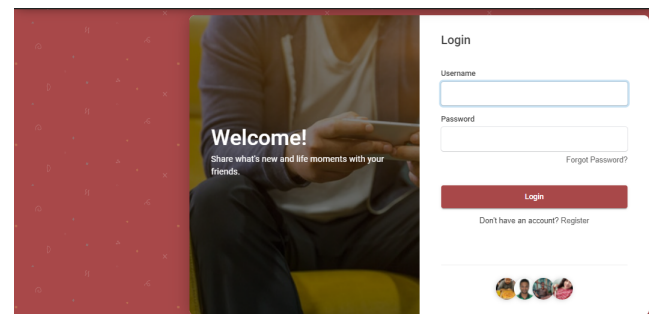 Login
Username
Password
Forgot Password?
Login
Don't have an account? Register
Welcome!
Share what's new and life moments with your
friends.